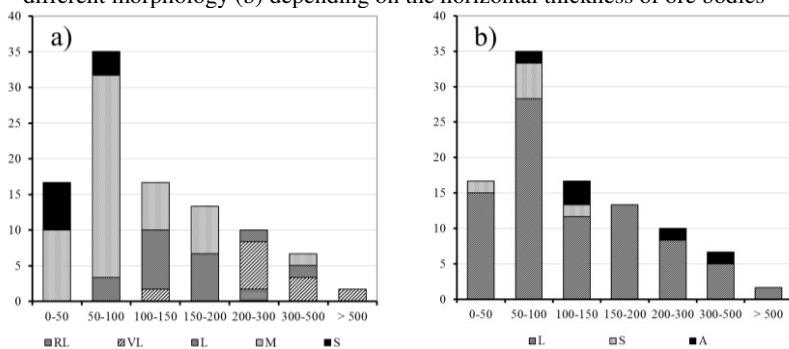 different morphology (b) depending on the horizontal thickness of ore bodies
a)
40
35
30
25
20
15
10
5
0
0-50 50-100 100-150 150-200 200-300 300-500 > 500
RL VL L M S
b)
40
35
30
25
20
15
10
5
0
0-50 50-100 100-150 150-200 200-300 300-500 > 500
L S A